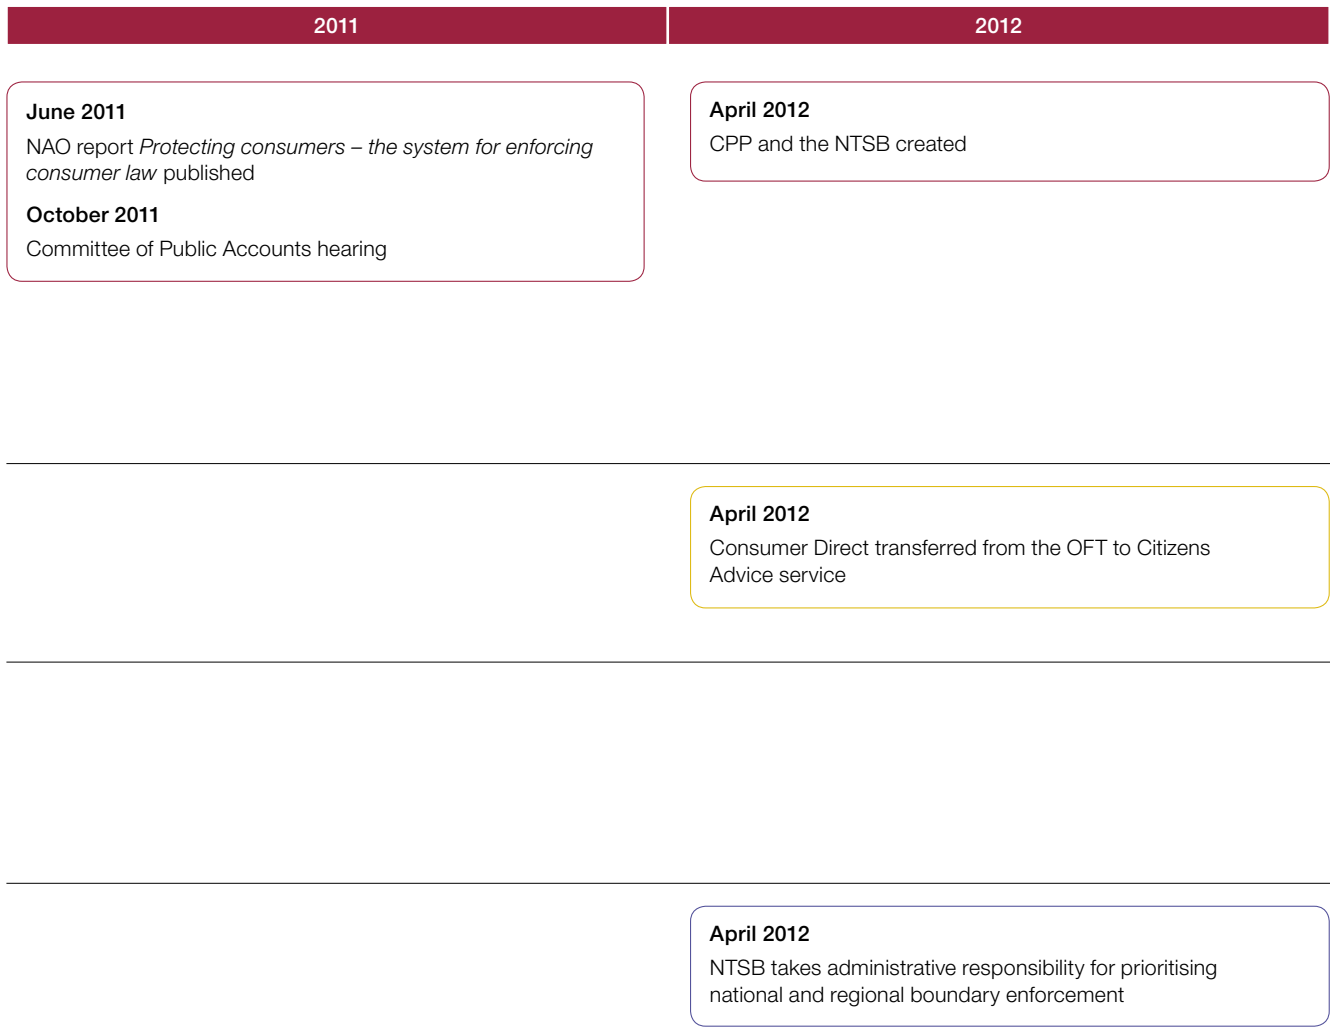 2011
2012
June 2011
NAO report Protecting consumers – the system for enforcing
consumer law published
October 2011
Committee of Public Accounts hearing
April 2012
CPP and the NTSB created
April 2012
Consumer Direct transferred from the OFT to Citizens
Advice service
April 2012
NTSB takes administrative responsibility for prioritising
national and regional boundary enforcement